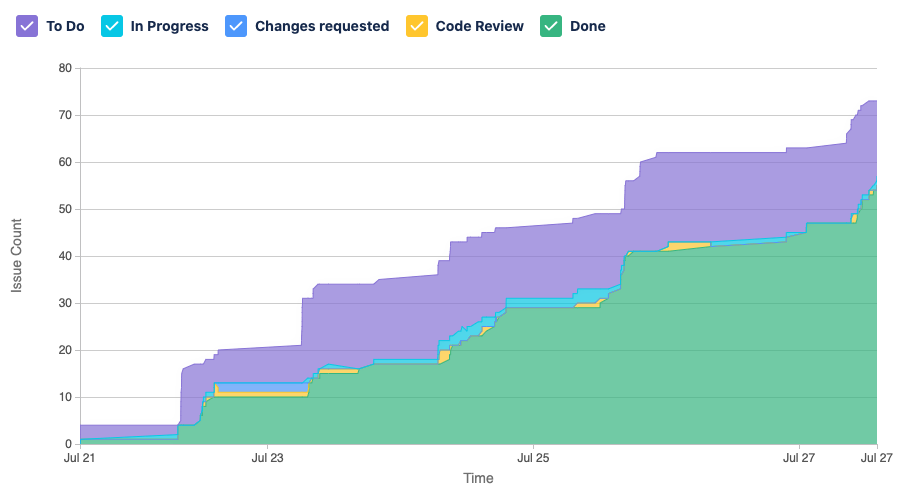 To Do In Progress Changes requested Code Review Done
80
70
60
50
40
30
20
10
0
Issue Count
Jul 21 Jul 23 Jul 25 Jul 27 Jul 27
Time